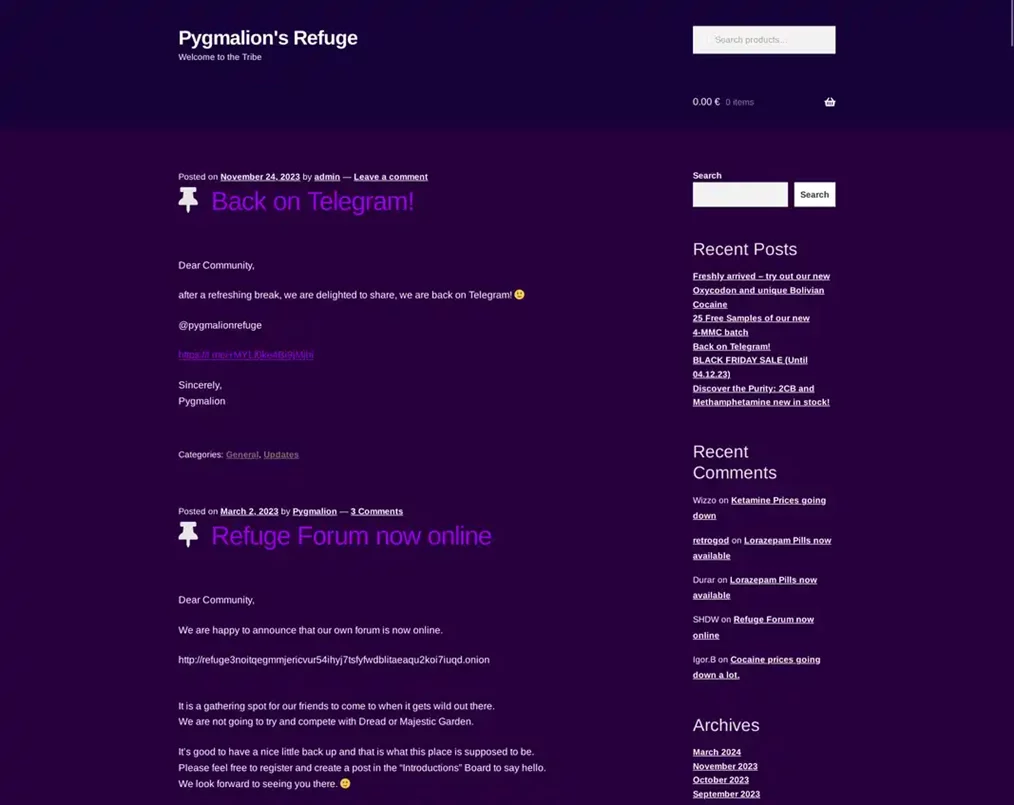 Pygmalion's Refuge
Welcome to the Tribe
Search products…
0.00 € 0 items
Posted on November 24, 2023 by admin — Leave a comment
Back on Telegram!
Dear Community,
after a refreshing break, we are delighted to share, we are back on Telegram! 🙂
@pygmalionrefuge
Sincerely,
Pygmalion
Categories: General, Updates
Posted on March 2, 2023 by Pygmalion — 3 Comments
Refuge Forum now online
Dear Community,
We are happy to announce that our own forum is now online.
It is a gathering spot for our friends to come to when it gets wild out there.
We are not going to try and compete with Dread or Majestic Garden.
It's good to have a nice little back up and that is what this place is supposed to be.
Please feel free to register and create a post in the “Introductions” Board to say hello.
We look forward to seeing you there. 🙂
Search
Search
Recent Posts
Freshly arrived – try out our new
Oxycodon and unique Bolivian
Cocaine
25 Free Samples of our new
4-MMC batch
Back on Telegram!
BLACK FRIDAY SALE (Until
04.12.23)
Discover the Purity: 2CB and
Methamphetamine new in stock!
Recent
Comments
Wizzo on Ketamine Prices going
down
retrogod on Lorazepam Pills now
available
Durar on Lorazepam Pills now
available
SHDW on Refuge Forum now
online
Igor.B on Cocaine prices going
down a lot.
Archives
March 2024
November 2023
October 2023
September 2023